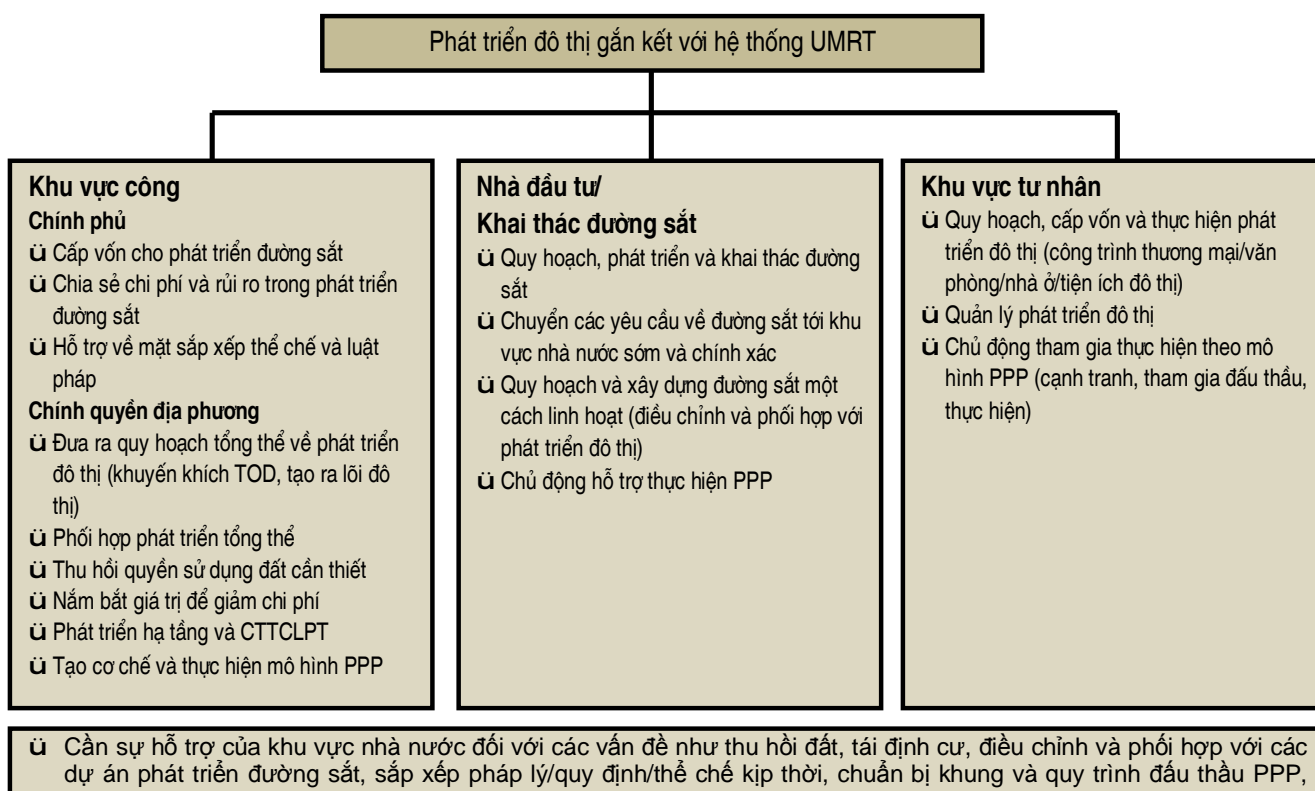 Phát triển đô thị gắn kết với hệ thống UMRT
Khu vực công
Chính phủ
ü Cấp vốn cho phát triển đường sắt
ü Chia sẻ chi phí và rủi ro trong phát triển
đường sắt
ü Hỗ trợ về mặt sắp xếp thể chế và luật
pháp
Chính quyền địa phương
ü Đưa ra quy hoạch tổng thể về phát triển
đô thị (khuyến khích TOD, tạo ra lõi đô
thị)
ü Phối hợp phát triển tổng thể
ü Thu hồi quyền sử dụng đất cần thiết
ü Nắm bắt giá trị để giảm chi phí
ü Phát triển hạ tầng và CTTCLPT
ü Tạo cơ chế và thực hiện mô hình PPP
Nhà đầu tư/
Khai thác đường sắt
ü Quy hoạch, phát triển và khai thác đường
sắt
ü Chuyển các yêu cầu về đường sắt tới khu
vực nhà nước sớm và chính xác
ü Quy hoạch và xây dựng đường sắt một
cách linh hoạt (điều chỉnh và phối hợp với
phát triển đô thị)
ü Chủ động hỗ trợ thực hiện PPP
Khu vực tư nhân
ü Quy hoạch, cấp vốn và thực hiện phát
triển đô thị (công trình thương mại/văn
phòng/nhà ở/tiện ích đô thị)
ü Quản lý phát triển đô thị
ü Chủ động tham gia thực hiện theo mô
hình PPP (cạnh tranh, tham gia đấu thầu,
thực hiện)
ü Cần sự hỗ trợ của khu vực nhà nước đối với các vấn đề như thu hồi đất, tái định cư, điều chỉnh và phối hợp với các
dự án phát triển đường sắt, sắp xếp pháp lý/quy định/thể chế kịp thời, chuẩn bị khung và quy trình đấu thầu PPP,